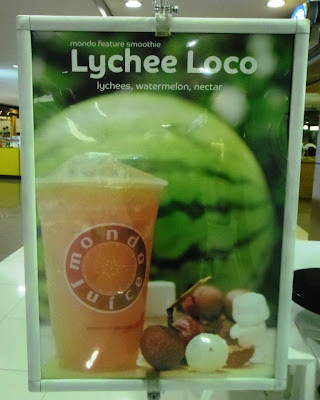 mondo feature smoothie
Lychee Loco
lychees, watermelon, nectar
mondo
juice